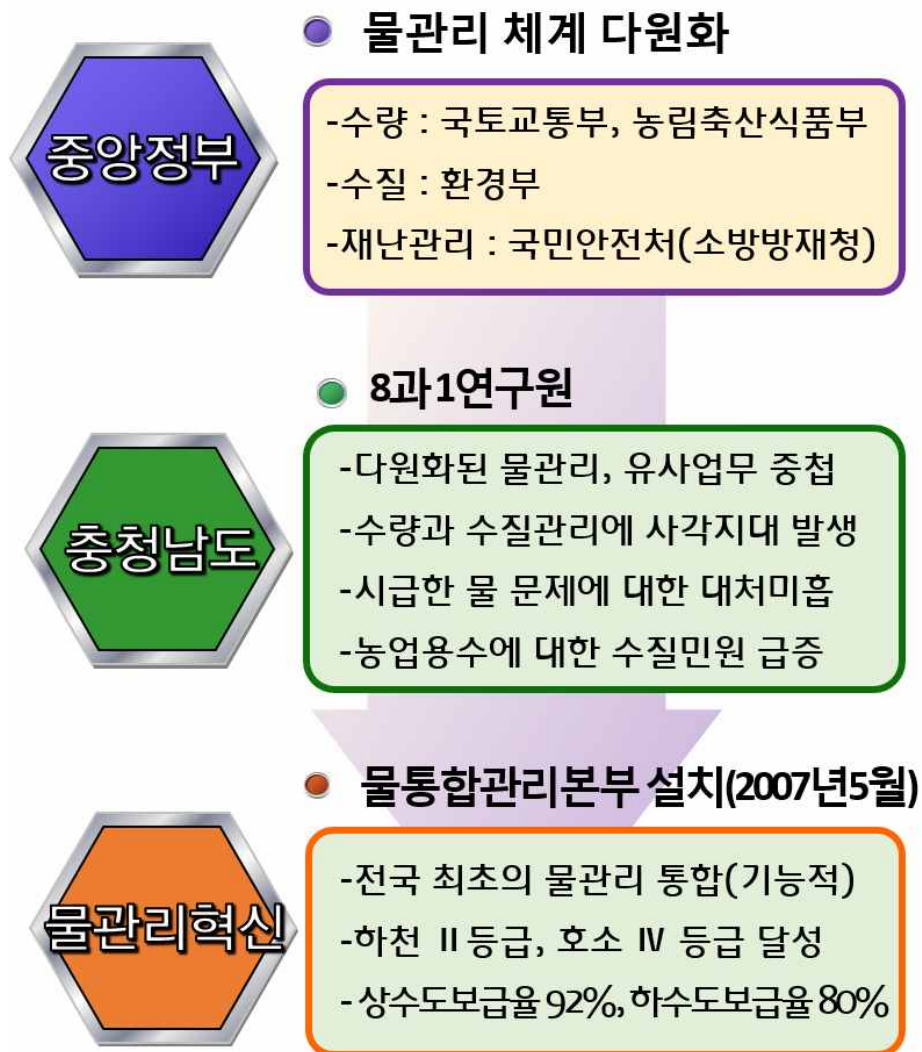 물관리 체계 다원화
중앙정부
-수량 : 국토교통부, 농림축산식품부
-수질 : 환경부
-재난관리 : 국민안전처(소방방재청)
8과1연구원
충청남도
-다원화된 물관리, 유사업무 중첩
-수량과 수질관리에 사각지대 발생
-시급한 물 문제에 대한 대처미흡
-농업용수에 대한 수질민원 급증
물통합관리본부 설치(2007년5월)
물관리혁신
-전국 최초의 물관리 통합(기능적)
-하천 Ⅱ등급, 호소 Ⅳ 등급 달성
-상수도보급율 92%, 하수도보급율 80%